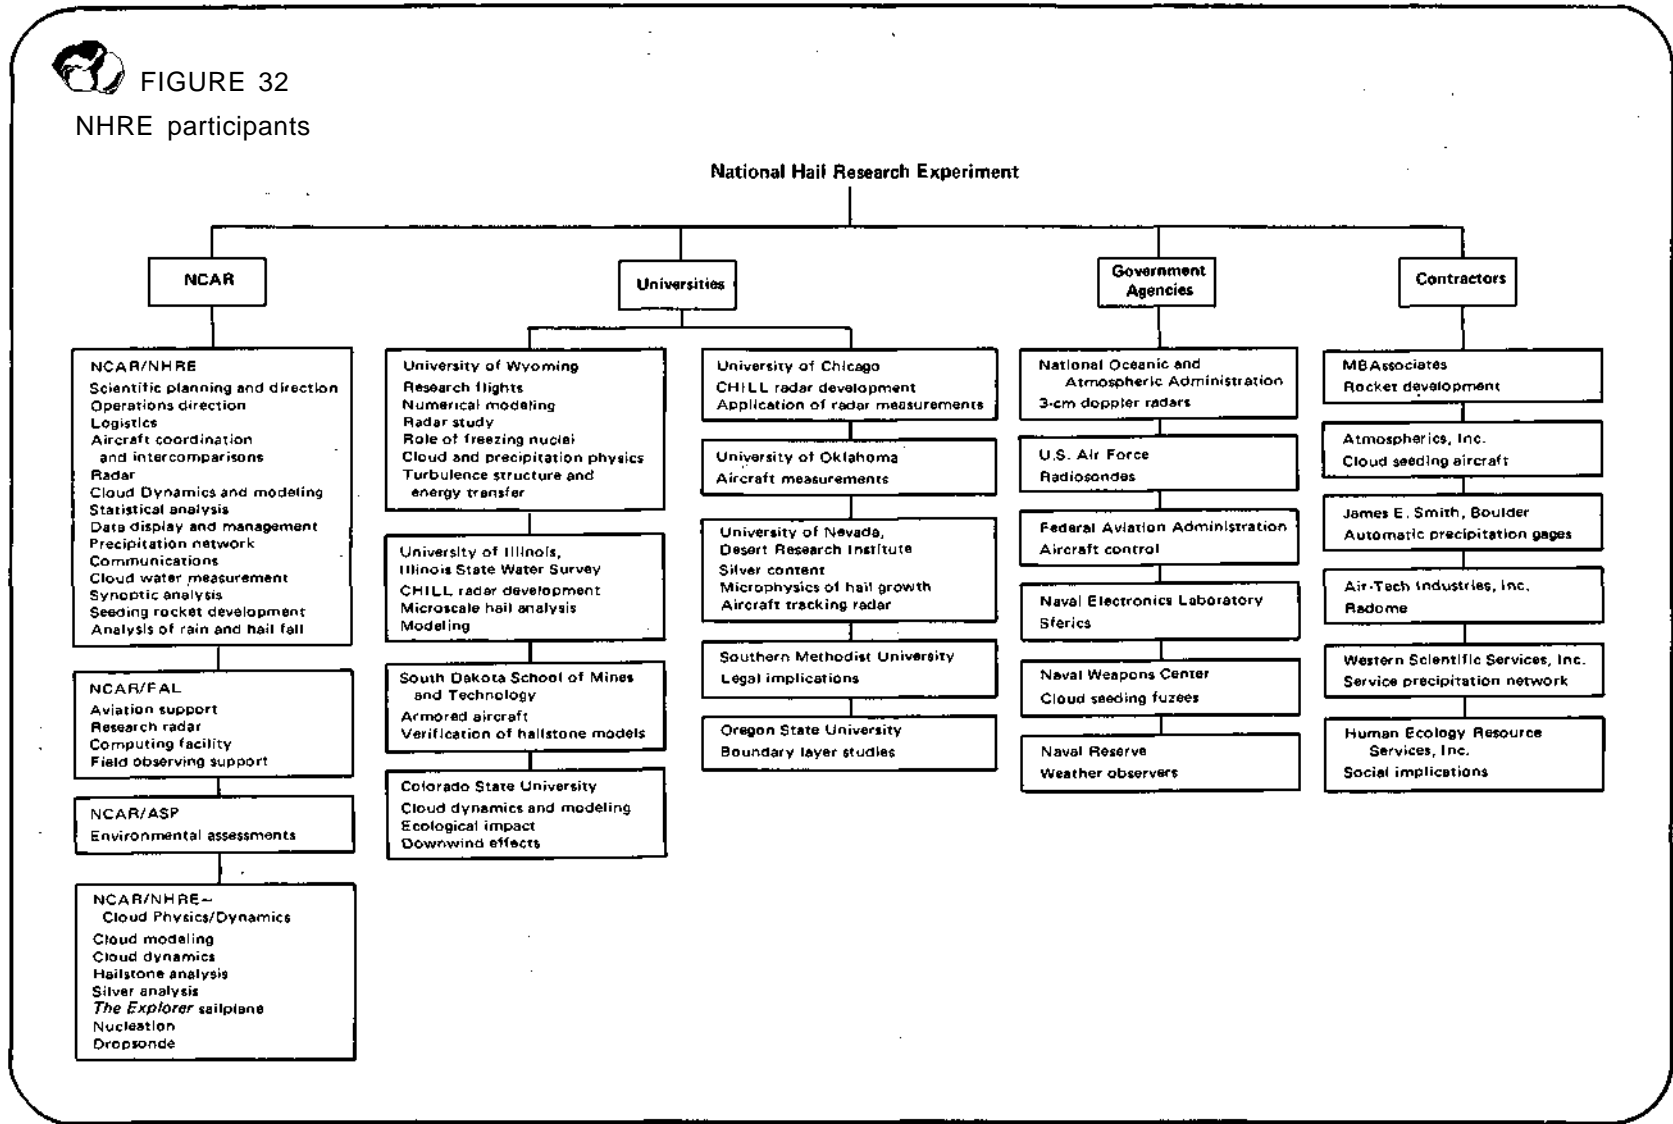 FIGURE 32
NHRE participants
National Hail Research Experiment
NCAR
NCAR/NHRE
Scientific planning and direction
Operations direction
Logistics
Aircraft coordination
and intercomparisons
Radar
Cloud Dynamics and modeling
Statistical analysis
Data display and management
Precipitation network
Communications
Cloud water measurement
Synoptic analysis
Seeding rocket development
Analysis of rain and hail fall
NCAR/FAL
Aviation support
Research radar
Computing facility
Field observing support
NCAR/ASP
Environmental assessments
NCAR/NHRE–
Cloud Physics/Dynamics
Cloud modeling
Cloud dynamics
Hailstone analysis
Silver analysis
The Explorer sailplane
Nucleation
Dropsonde
Universities
University of Wyoming
Research flights
Numerical modeling
Radar study
Role of freezing nuclei
Cloud and precipitation physics
Turbulence structure and
energy transfer
University of Illinois,
Illinois State Water Survey
CHILL radar development
Microscale hail analysis
Modeling
South Dakota School of Mines
and Technology
Armored aircraft
Verification of hailstone models
Colorado State University
Cloud dynamics and modeling
Ecological impact
Downwind effects
University of Chicago
CHILL radar development
Application of radar measurements
University of Oklahoma
Aircraft measurements
University of Nevada,
Desert Research Institute
Silver content
Microphysics of hail growth
Aircraft tracking radar
Southern Methodist University
Legal implications
Oregon State University
Boundary layer studies
Government
Agencies
National Oceanic and
Atmospheric Administration
3-cm doppler radars
U.S. Air Force
Radiosondes
Federal Aviation Administration
Aircraft control
Naval Electronics Laboratory
Sferics
Naval Weapons Center
Cloud seeding fuzees
Naval Reserve
Weather observers
Contractors
MBAssociates
Rocket development
Atmospherics, Inc.
Cloud seeding aircraft
James E. Smith, Boulder
Automatic precipitation gages
Air-Tech Industries, Inc.
Radome
Western Scientific Services, Inc.
Service precipitation network
Human Ecology Resource
Services, Inc.
Social implications